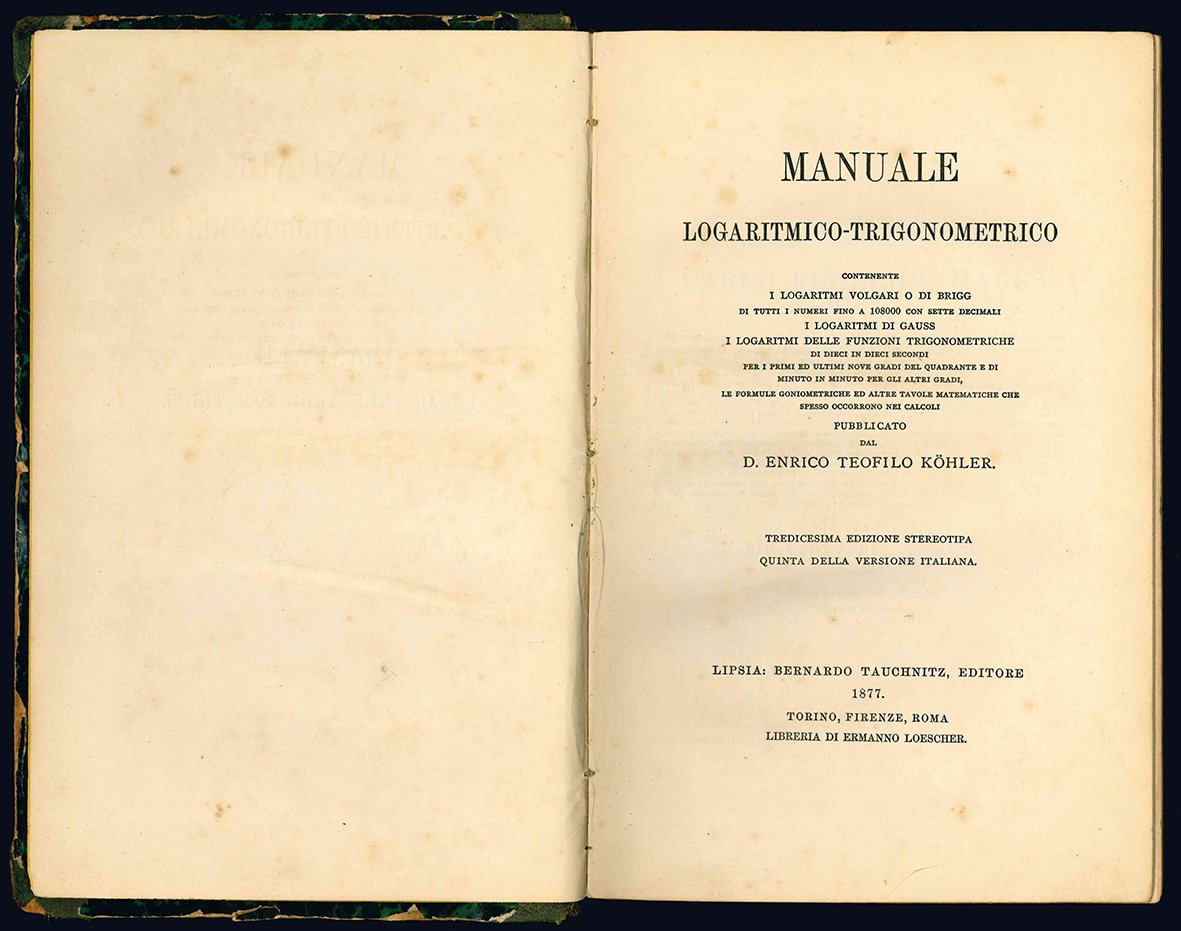 MANUALE
LOGARITMICO-TRIGONOMETRICO
CONTENENTE
I LOGARITMI VOLGARI O DI BRIGG
DI TUTTI I NUMERI FINO A 108000 CON SETTE DECIMALI
I LOGARITMI DI GAUSS
I LOGARITMI DELLE FUNZIONI TRIGONOMETRICHE
DI DIECI IN DIECI SECONDI
PER I PRIMI ED ULTIMI NOVE GRADI DEL QUADRANTE E DI
MINUTO IN MINUTO PER GLI ALTRI GRADI,
LE FORMULE GONIOMETRICHE ED ALTRE TAVOLE MATEMATICHE CHE
SPESSO OCCORRONO NEI CALCOLI
PUBBLICATO
DAL
D. ENRICO TEOFILO KÖHLER.
TREDICESIMA EDIZIONE STEREOTIPA
QUINTA DELLA VERSIONE ITALIANA.
LIPSIA: BERNARDO TAUCHNITZ, EDITORE
1877.
TORINO, FIRENZE, ROMA
LIBRERIA DI ERMANNO LOESCHER.